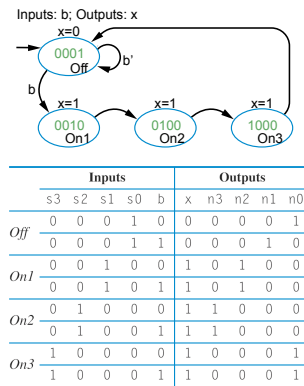 Inputs: b; Outputs: x
x=0
0001
Off
b'
b
x=1
x=1
x=1
0010
0100
1000
On1
On2
On3
Inputs Outputs
s3 s2 s1 s0 b x n3 n2 n1 n0
Off
0 0 0 1 0 0 0 0 0 1
0 0 0 1 1 0 0 0 1 0
On1
0 0 1 0 0 1 0 1 0 0
0 0 1 0 1 1 0 1 0 0
On2
0 1 0 0 0 1 1 0 0 0
0 1 0 0 1 1 1 0 0 0
On3
1 0 0 0 0 1 0 0 0 1
1 0 0 0 1 1 0 0 0 1